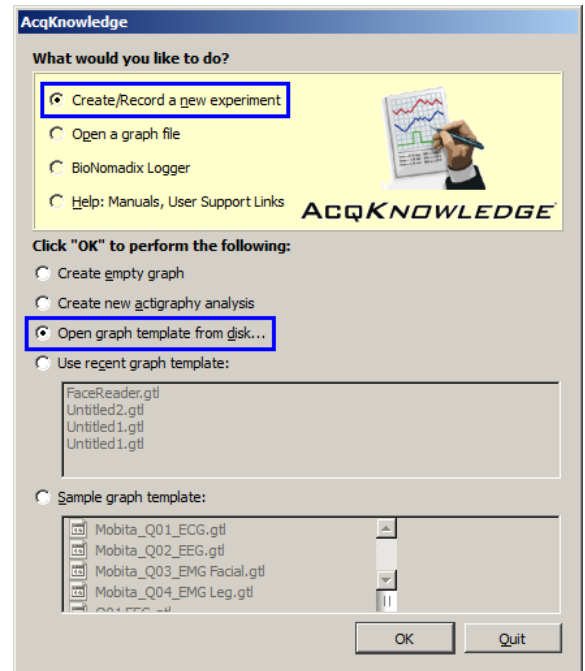 AcqKnowledge
What would you like to do?
Create/Record a new experiment
Open a graph file
BioNomadix Logger
Help: Manuals, User Support Links
ACQKNOWLEDGE
Click "OK" to perform the following:
Create empty graph
Create new actigraphy analysis
Open graph template from disk...
Use recent graph template:
FaceReader.gtl
Untitled2.gtl
Untitled1.gtl
Untitled1.gtl
Sample graph template:
Mobita_Q01_ECG.gtl
Mobita_Q02_EEG.gtl
Mobita_Q03_EMG Facial.gtl
Mobita_Q04_EMG Leg.gtl
OK
Quit